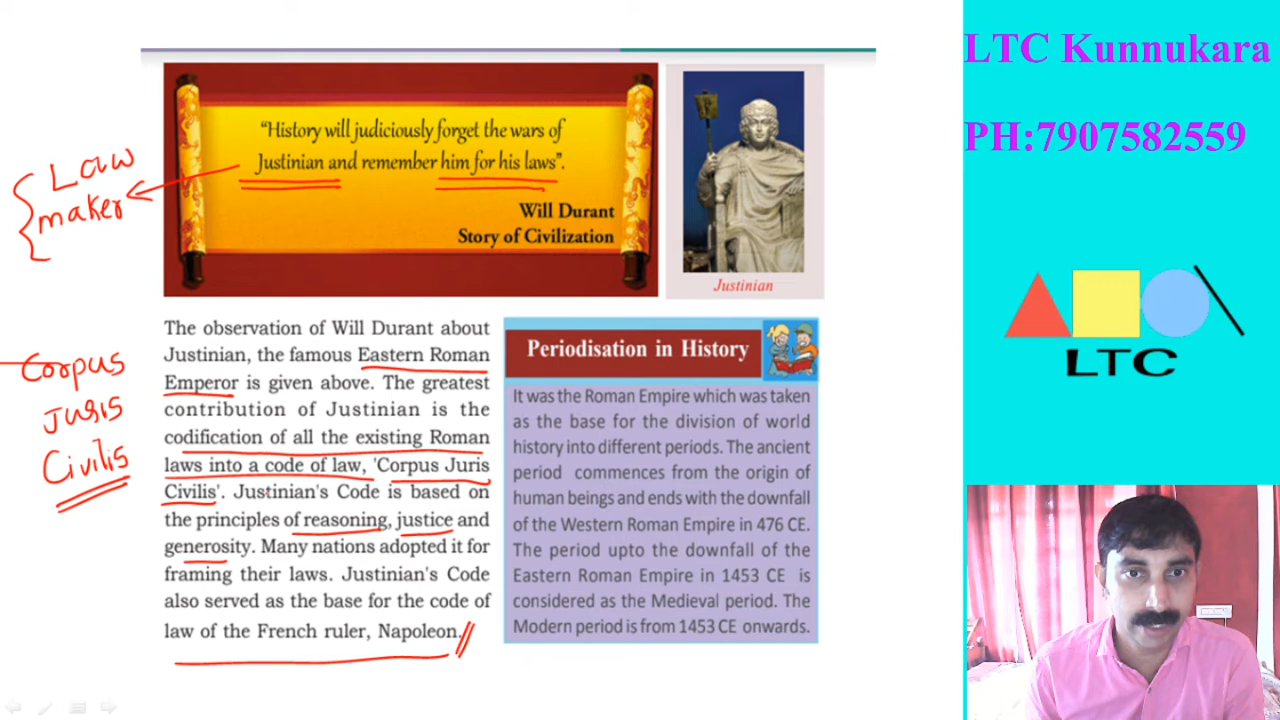 LTC Kunnukara
PH:7907582559
"History will judiciously forget the wars of
Justinian and remember him for his laws".
Will Durant
Story of Civilization
Justinian
Law
maker
The observation of Will Durant about
Justinian, the famous Eastern Roman
Emperor is given above. The greatest
contribution of Justinian is the
codification of all the existing Roman
laws into a code of law, 'Corpus Juris
Civilis'. Justinian's Code is based on
the principles of reasoning, justice and
generosity. Many nations adopted it for
framing their laws. Justinian's Code
also served as the base for the code of
law of the French ruler, Napoleon.
Corpus
Juris
Civilis
Periodisation in History
It was the Roman Empire which was taken
as the base for the division of world
history into different periods. The ancient
period commences from the origin of
human beings and ends with the downfall
of the Western Roman Empire in 476 CE.
The period upto the downfall of the
Eastern Roman Empire in 1453 CE is
considered as the Medieval period. The
Modern period is from 1453 CE onwards.
LTC